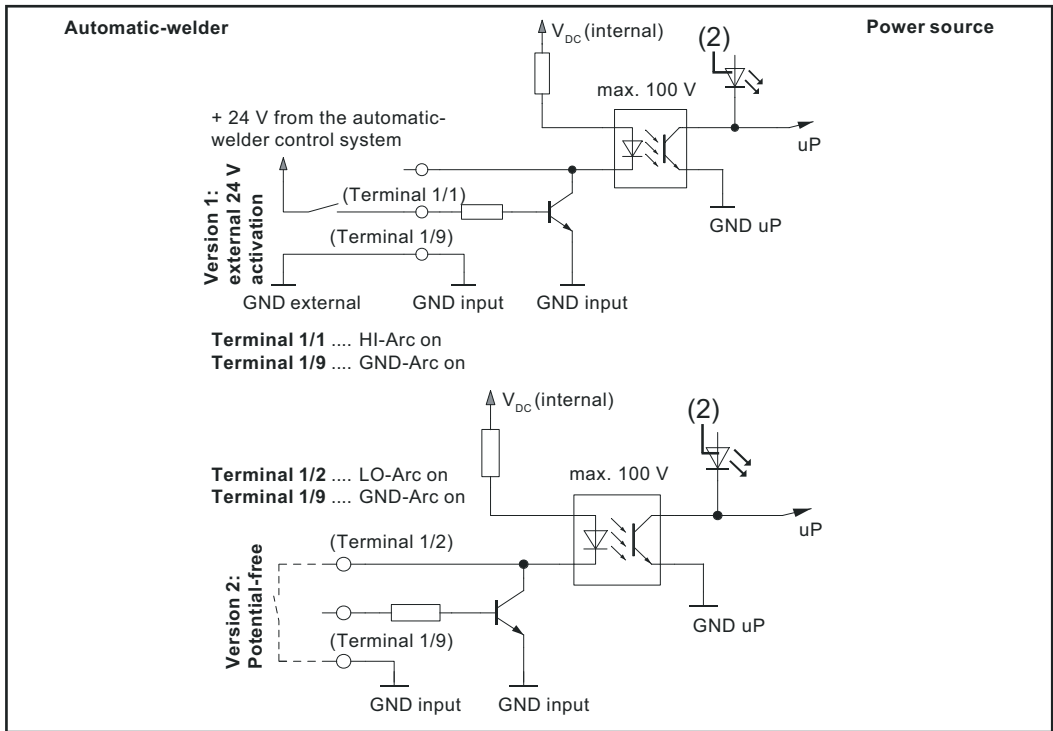 Automatic-welder
Power source
V DC (internal)
(2)
max. 100 V
+ 24 V from the automatic-
welder control system
uP
Version 1:
external 24 V
activation
(Terminal 1/1)
GND uP
(Terminal 1/9)
GND external
GND input
GND input
Terminal 1/1 .... HI-Arc on
Terminal 1/9 .... GND-Arc on
V DC (internal)
(2)
Terminal 1/2 .... LO-Arc on
Terminal 1/9 .... GND-Arc on
max. 100 V
uP
Version 2:
Potential-free
(Terminal 1/2)
GND uP
(Terminal 1/9)
GND input
GND input